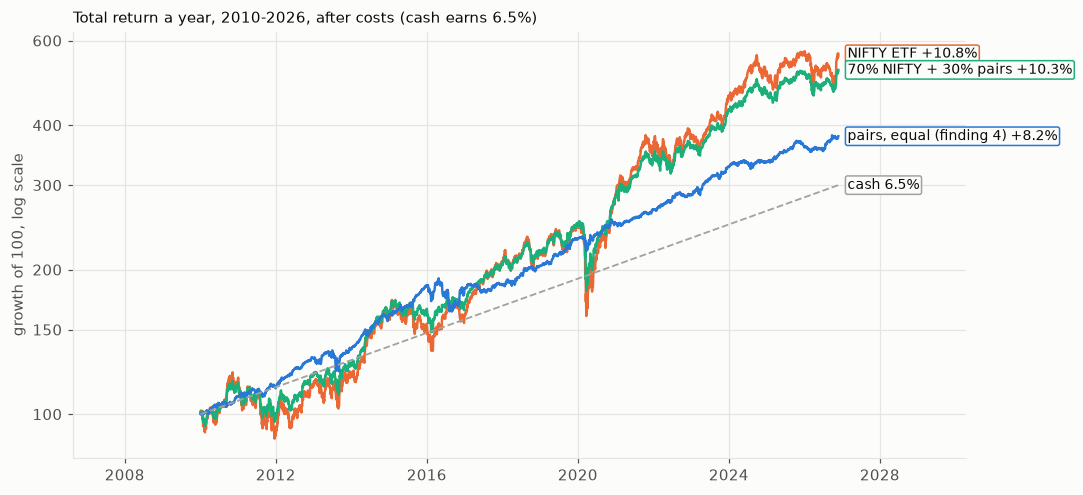 Total return a year, 2010-2026, after costs (cash earns 6.5%)
growth of 100, log scale
600
400
300
200
150
100
NIFTY ETF +10.8%
70% NIFTY + 30% pairs +10.3%
pairs, equal (finding 4) +8.2%
cash 6.5%
2008
2012
2016
2020
2024
2028